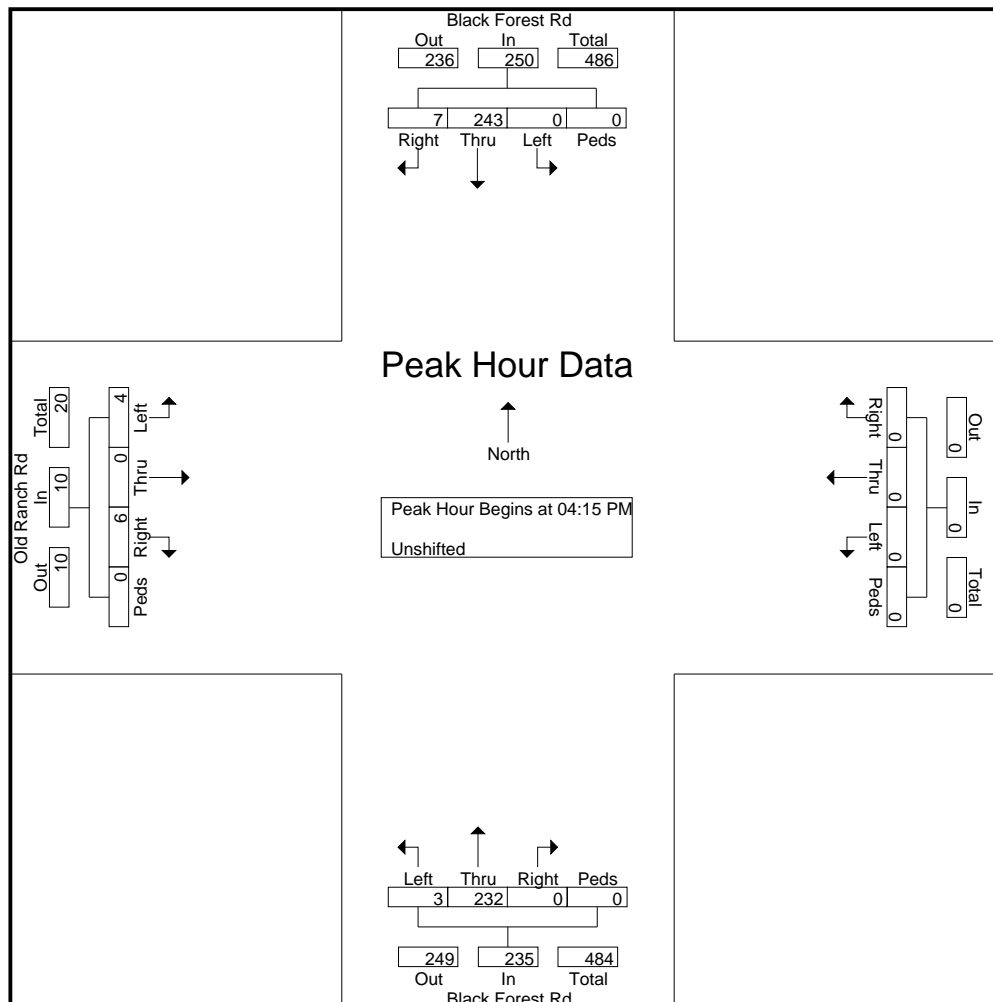 Black Forest Rd
Out In Total
236 250 486
7 243 0 0
Right Thru Left Peds
Peak Hour Data
North
Peak Hour Begins at 04:15 PM
Unshifted
Old Ranch Rd
Out In Total
10 10 20
Left Thru Right Peds
4 0 6 0
Right Thru Left Peds
0 0 0 0
Out In Total
0 0 0
Left Thru Right Peds
3 232 0 0
249 235 484
Out In Total
Black Forest Rd